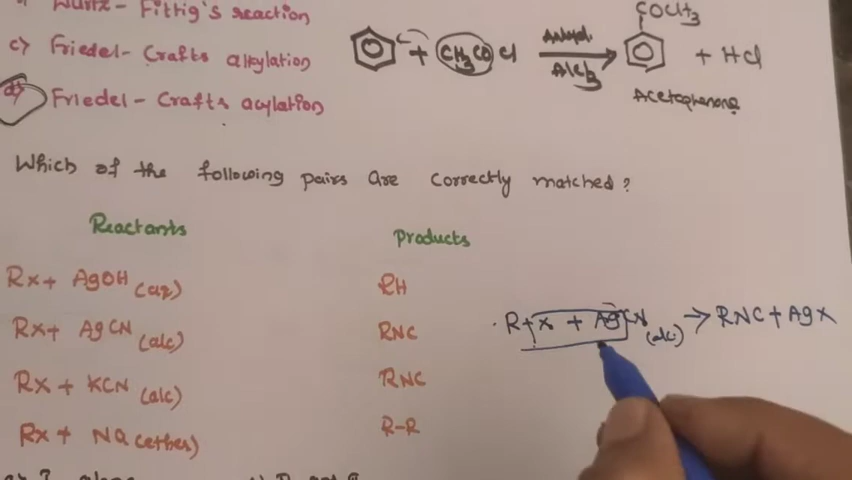 Wurtz - Fittig's reaction
c) Friedel - Crafts alkylation
d) Friedel - Crafts acylation
+ CH3COCl Anhyd. AlCl3 → COCH3 + HCl
Acetophenone
Which of the following pairs are correctly matched?
Reactants Products
Rx + AgOH (aq) RH
Rx + AgCN (alc) RNC
R + x + AgCN (alc) → RNC + AgX
Rx + KCN (alc) RNC
Rx + Na (ether) R-R